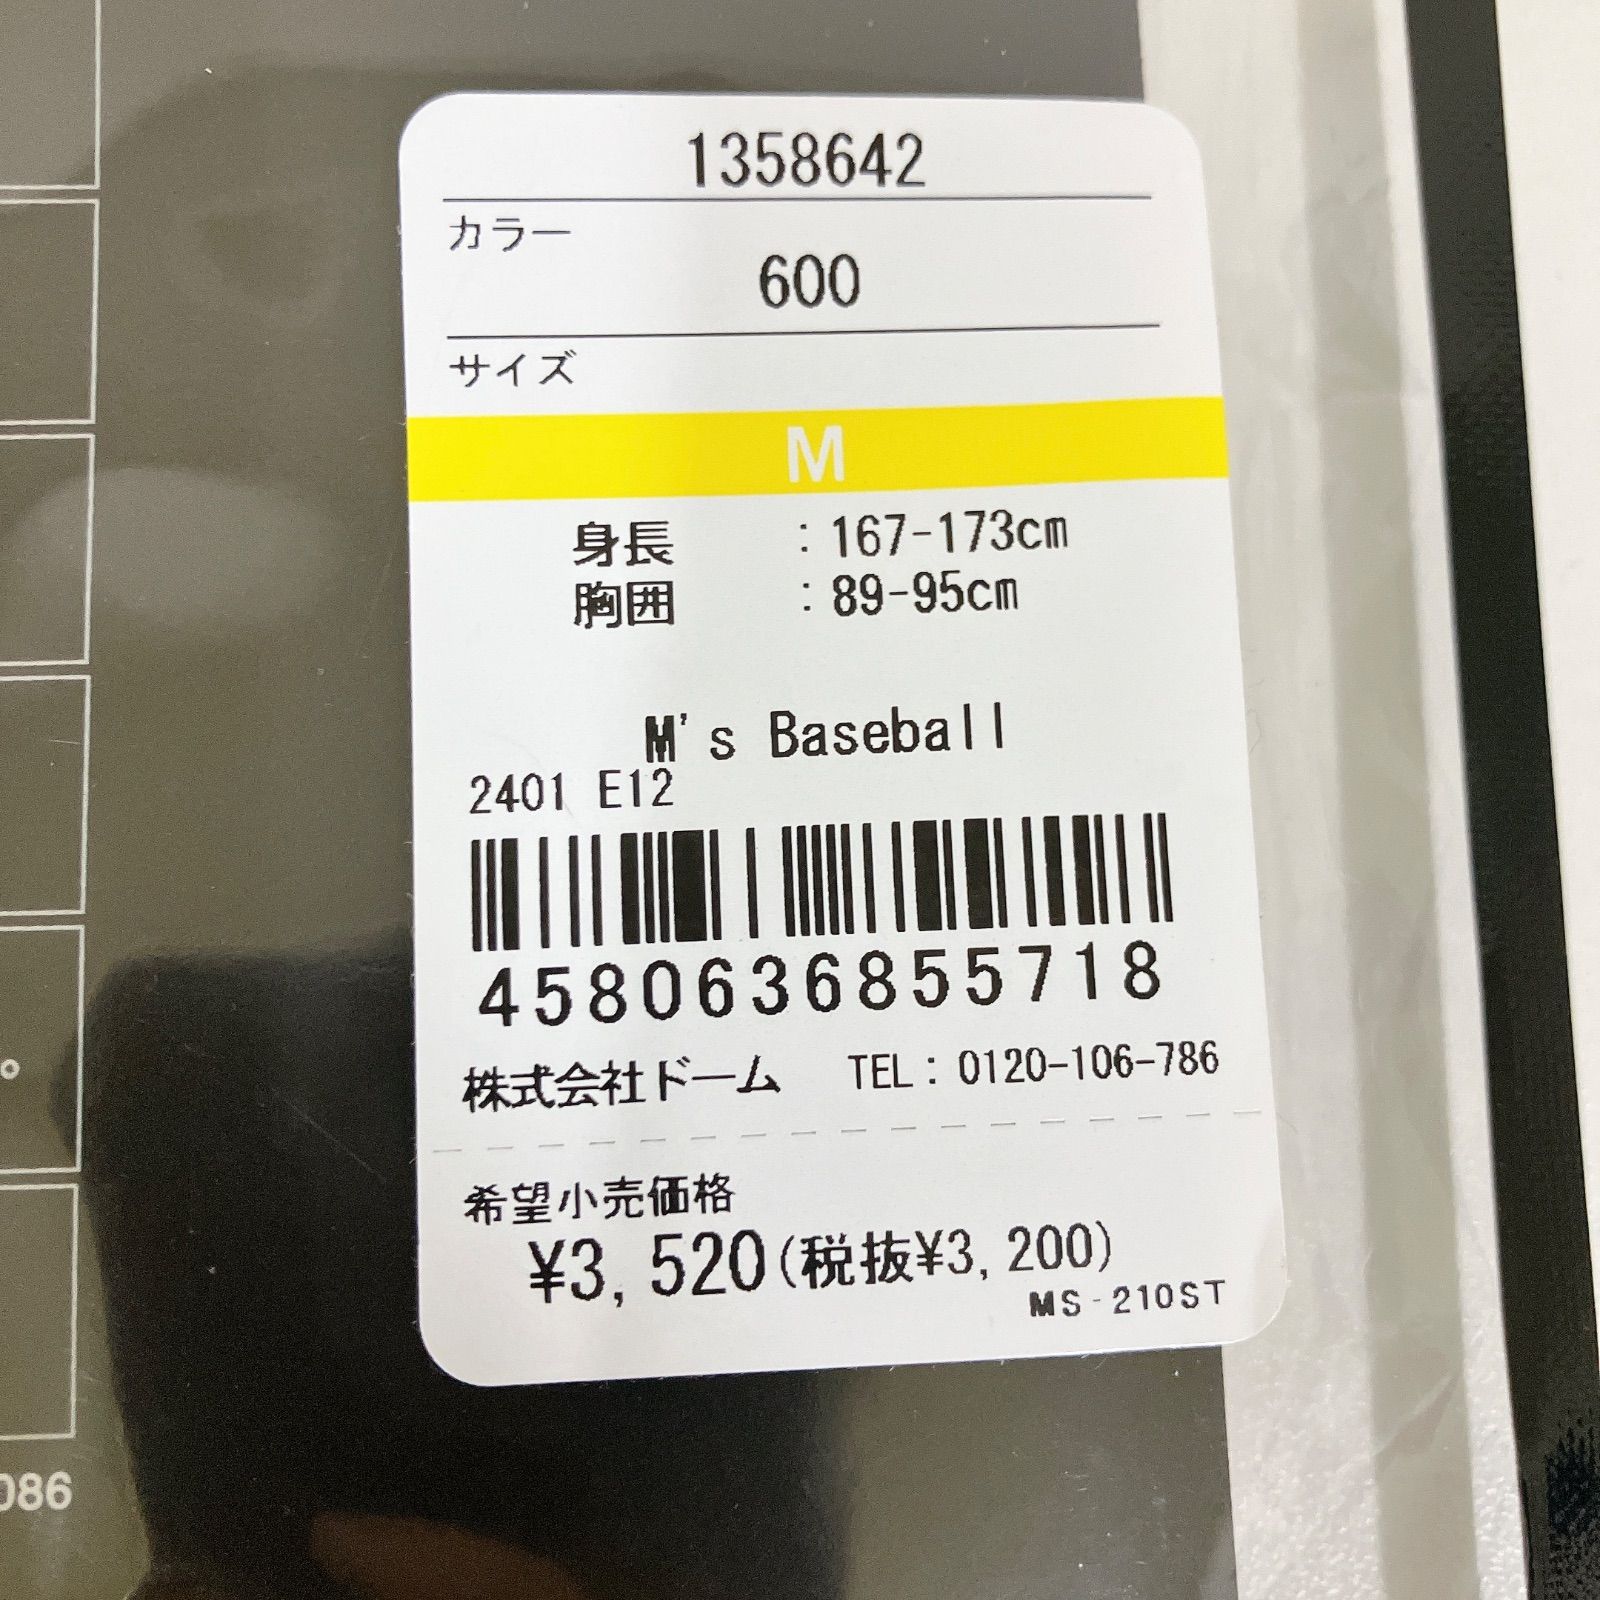 1358642
カラー
600
サイズ
M
身長 : 167-173cm
胸囲 : 89-95cm
M's Baseball
2401 E12
4580636855718
株式会社ドーム TEL: 0120-106-786
希望小売価格
¥3,520(税抜¥3,200)
MS-210ST
。
086